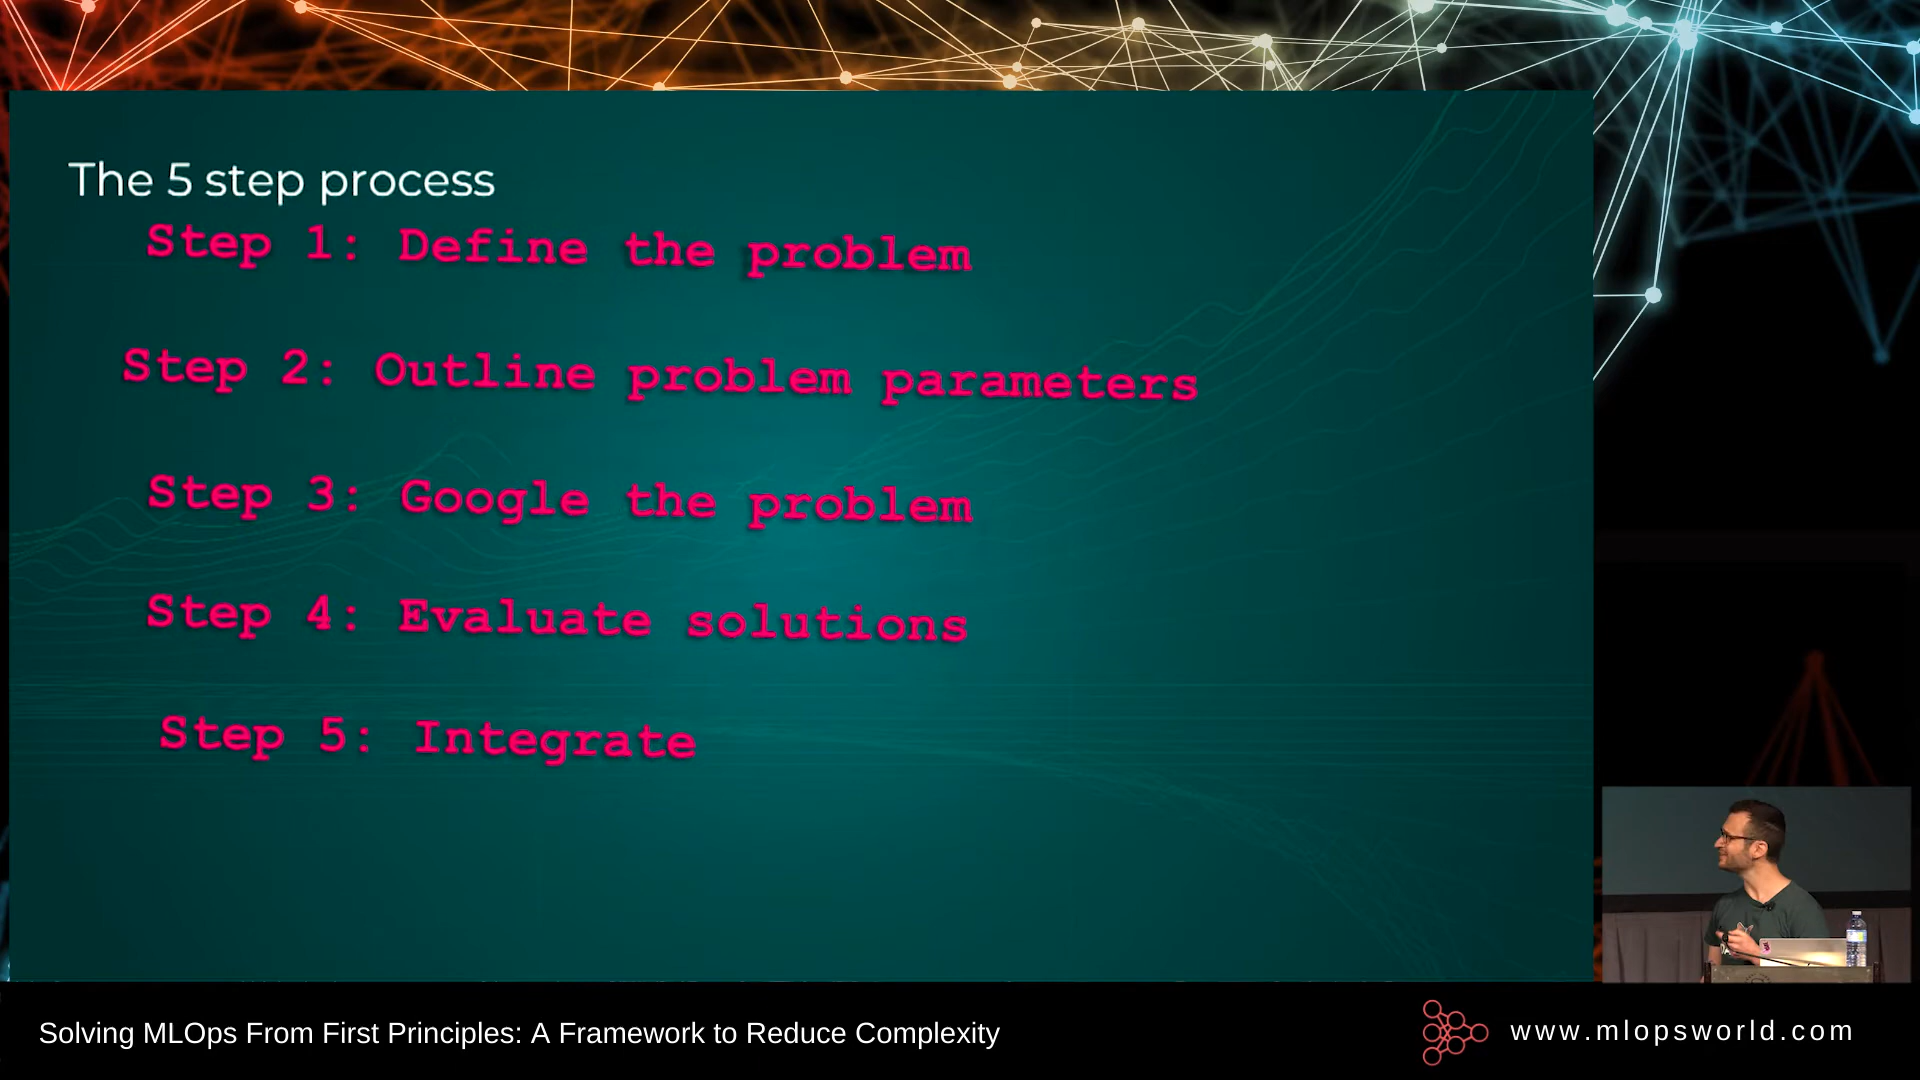 The 5 step process
Step 1: Define the problem
Step 2: Outline problem parameters
Step 3: Google the problem
Step 4: Evaluate solutions
Step 5: Integrate
Solving MLOps From First Principles: A Framework to Reduce Complexity
www.mlopsworld.com